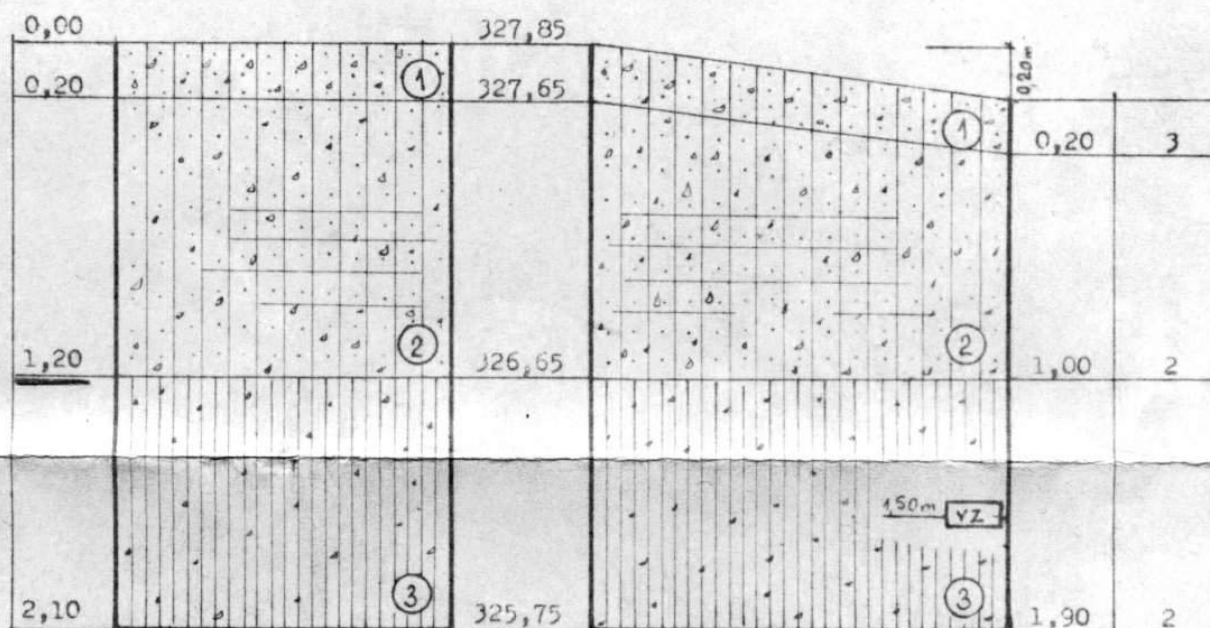 0,00 327,85
0,20m
① 
0,20 327,65
① 0,20 3
② ②
1,20 326,65 1,00 2
1,50m VZ
③ ③
2,10 325,75 1,90 2